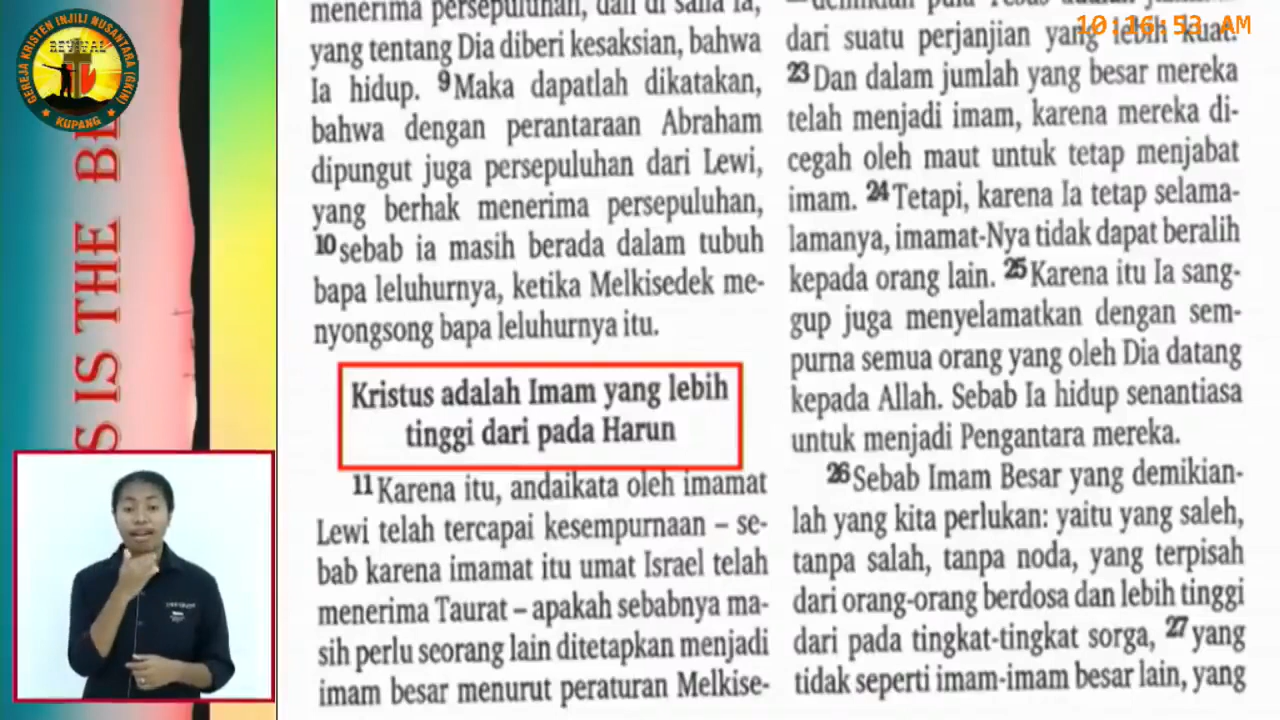 GEREJA KRISTEN INJILI NUSANTARA (GKIN)
REVIVAL
KUPANG
10:16:53 AM
S IS THE B
menerima persepuluhan, dan di sana Ia,
yang tentang Dia diberi kesaksian, bahwa
Ia hidup. 9Maka dapatlah dikatakan,
bahwa dengan perantaraan Abraham
dipungut juga persepuluhan dari Lewi,
yang berhak menerima persepuluhan,
10sebab ia masih berada dalam tubuh
bapa leluhurnya, ketika Melkisedek me-
nyongsong bapa leluhurnya itu.
Kristus adalah Imam yang lebih
tinggi dari pada Harun
11Karena itu, andaikata oleh imamat
Lewi telah tercapai kesempurnaan – se-
bab karena imamat itu umat Israel telah
menerima Taurat – apakah sebabnya ma-
sih perlu seorang lain ditetapkan menjadi
imam besar menurut peraturan Melkise-
dari suatu perjanjian yang lebih kuat.
23Dan dalam jumlah yang besar mereka
telah menjadi imam, karena mereka di-
cegah oleh maut untuk tetap menjabat
imam. 24Tetapi, karena Ia tetap selama-
lamanya, imamat-Nya tidak dapat beralih
kepada orang lain. 25Karena itu Ia sang-
gup juga menyelamatkan dengan sem-
purna semua orang yang oleh Dia datang
kepada Allah. Sebab Ia hidup senantiasa
untuk menjadi Pengantara mereka.
26Sebab Imam Besar yang demikian-
lah yang kita perlukan: yaitu yang saleh,
tanpa salah, tanpa noda, yang terpisah
dari orang-orang berdosa dan lebih tinggi
dari pada tingkat-tingkat sorga, 27yang
tidak seperti imam-imam besar lain, yang